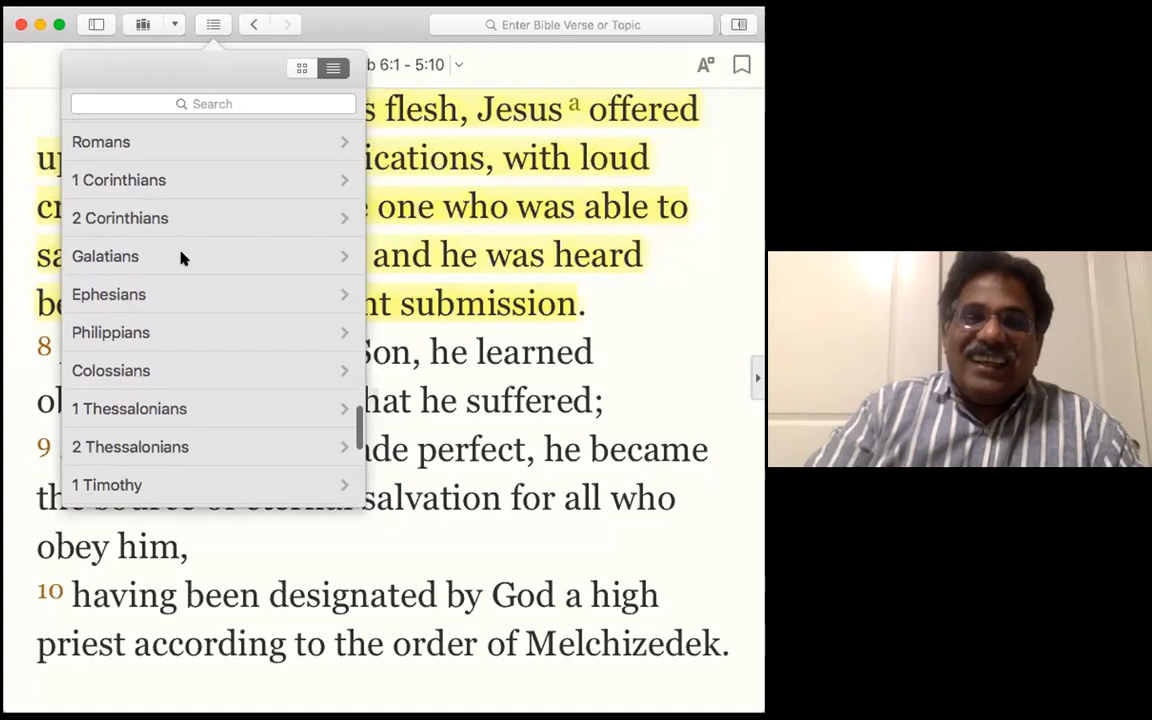 Enter Bible Verse or Topic
b 6:1 - 5:10
Search
Romans
1 Corinthians
2 Corinthians
Galatians
Ephesians
Philippians
Colossians
1 Thessalonians
2 Thessalonians
1 Timothy
s flesh, Jesus a offered
ications, with loud
one who was able to
and he was heard
nt submission.
8 Son, he learned
hat he suffered;
9 ade perfect, he became
salvation for all who
obey him,
10 having been designated by God a high
priest according to the order of Melchizedek.